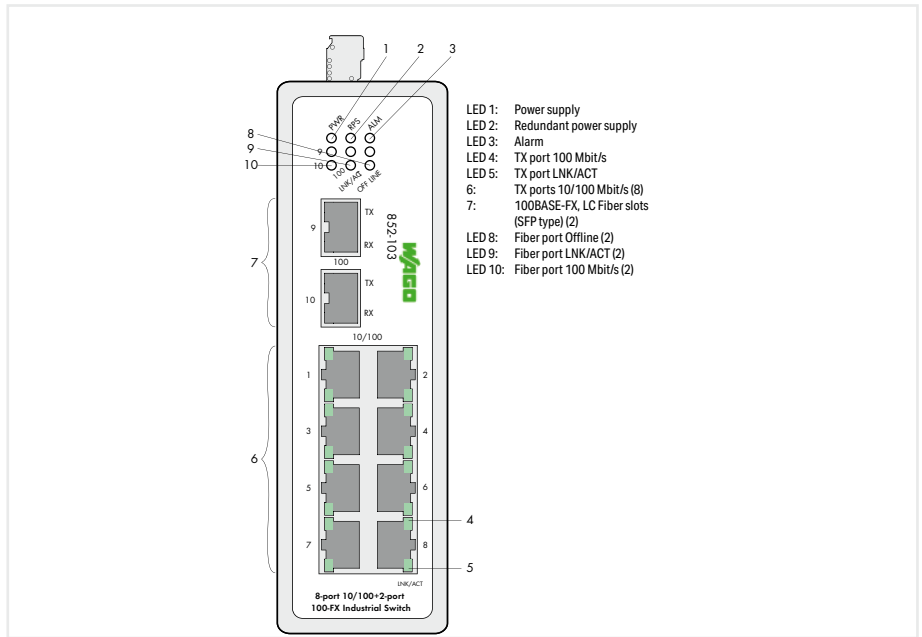 1 2 3
PWR RPS ALM
8
9 9
10 10
100 LNK/ACT OFF LINE
LED 1: Power supply
LED 2: Redundant power supply
LED 3: Alarm
LED 4: TX port 100 Mbit/s
LED 5: TX port LNK/ACT
6: TX ports 10/100 Mbit/s (8)
7: 100BASE-FX, LC Fiber slots
(SFP type) (2)
LED 8: Fiber port Offline (2)
LED 9: Fiber port LNK/ACT (2)
LED 10: Fiber port 100 Mbit/s (2)
7
TX
9
RX
100
TX
10
RX
852-103
WAGO
10/100
1 2
3 4
6
5 6
4
7 8
5
LNK/ACT
8-port 10/100+2-port
100-FX Industrial Switch